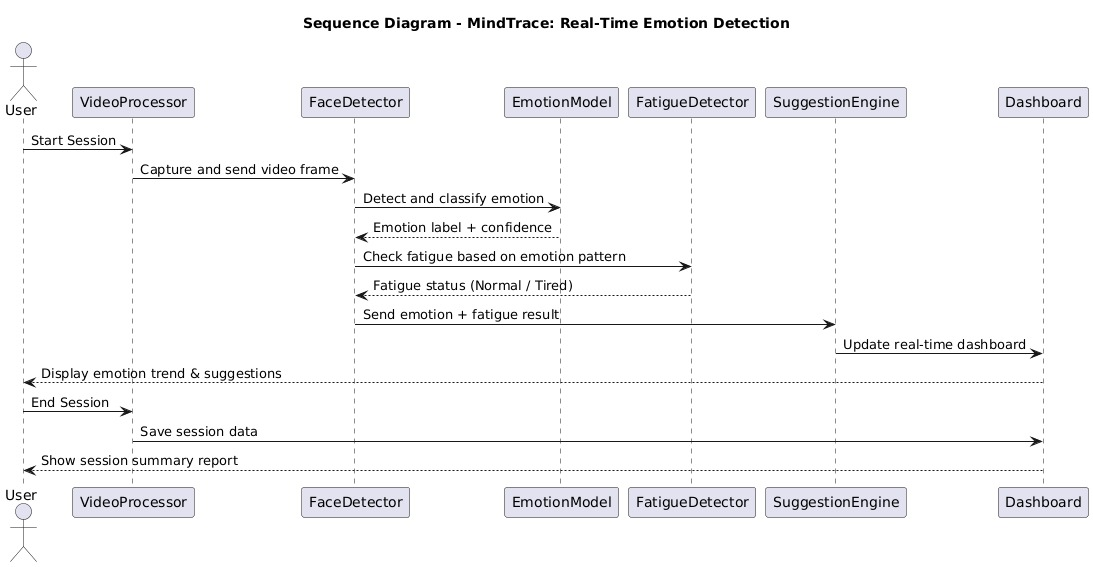 Sequence Diagram - MindTrace: Real-Time Emotion Detection
User
VideoProcessor
FaceDetector
EmotionModel
FatigueDetector
SuggestionEngine
Dashboard
Start Session
Capture and send video frame
Detect and classify emotion
Emotion label + confidence
Check fatigue based on emotion pattern
Fatigue status (Normal / Tired)
Send emotion + fatigue result
Update real-time dashboard
Display emotion trend & suggestions
End Session
Save session data
Show session summary report
User
VideoProcessor
FaceDetector
EmotionModel
FatigueDetector
SuggestionEngine
Dashboard